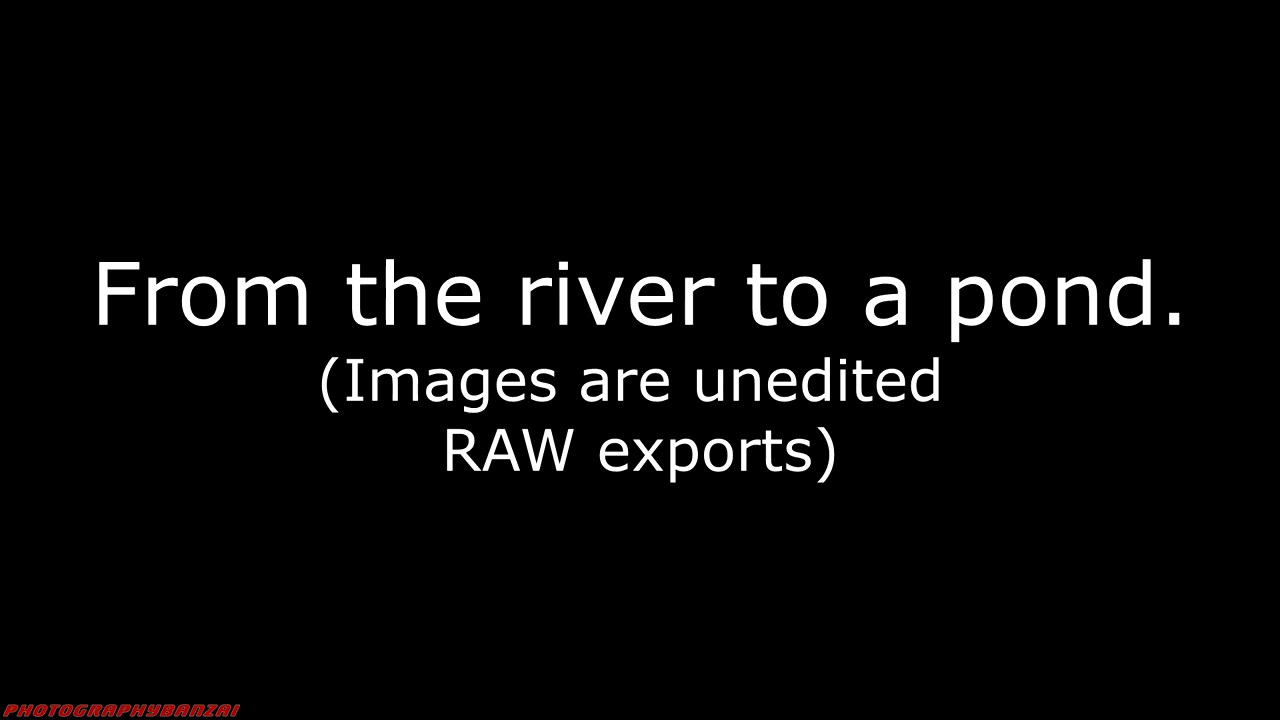 From the river to a pond.
(Images are unedited
RAW exports)
PHOTOGRAPHYBANZAI